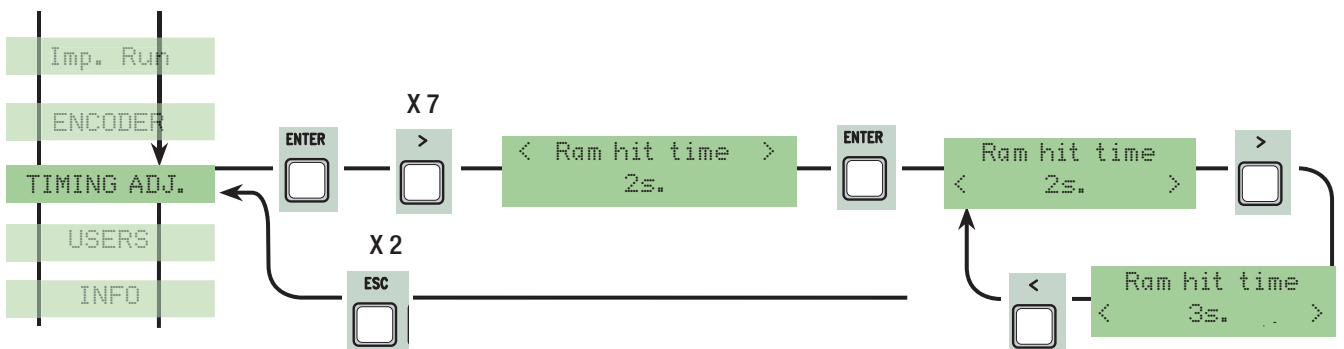 Imp. Run
ENCODER
TIMING ADJ.
USERS
INFO
ENTER
X 7
>
< Ram hit time >
2s.
ENTER
Ram hit time
< 2s. >
>
X 2
ESC
<
Ram hit time
< 3s. >